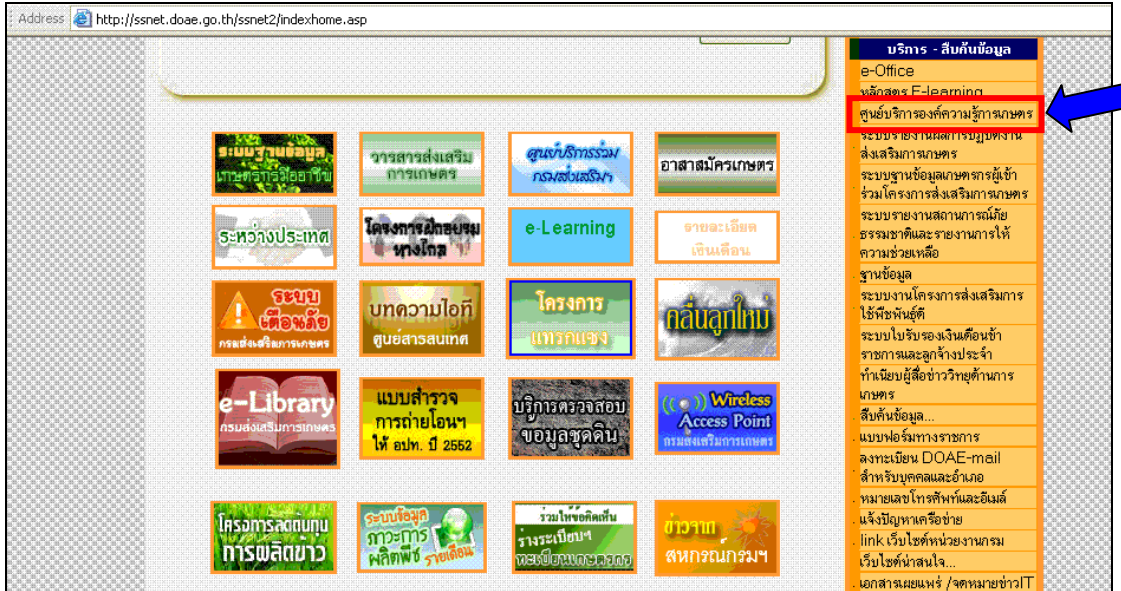 Address http://ssnet.doae.go.th/ssnet2/indexhome.asp
ระบบฐานข้อมูล
เกษตรกรมืออาชีพ
วารสารส่งเสริม
การเกษตร
ศูนย์บริการร่วม
กรมส่งเสริมฯ
อาสาสมัครเกษตร
ระหว่างประเทศ
โครงการฝึกอบรม
ทางไกล
e-Learning
รายละเอียด
เงินเดือน
ระบบ
เตือนภัย
กรมส่งเสริมการเกษตร
บทความไอที
ศูนย์สารสนเทศ
โครงการ
แทรกแซง
คลื่นลูกใหม่
e-Library
กรมส่งเสริมการเกษตร
แบบสำรวจ
การถ่ายโอนฯ
ให้ อปท. ปี 2552
บริการตรวจสอบ
ข้อมูลชุดดิน
Wireless
Access Point
กรมส่งเสริมการเกษตร
โครงการลดต้นทุน
การผลิตข้าว
ระบบข้อมูล
ภาวะการ
ผลิตพืช รายเดือน
ร่วมให้ข้อคิดเห็น
ร่างระเบียบฯ
ทะเบียนเกษตรกร
ข่าวจาก
สหกรณ์กรมฯ
บริการ - สืบค้นข้อมูล
e-Office
หลักสูตร E-learning
ศูนย์บริการองค์ความรู้การเกษตร
ระบบรายงานผลการปฏิบัติงาน
ส่งเสริมการเกษตร
ระบบฐานข้อมูลเกษตรกรผู้เข้า
ร่วมโครงการส่งเสริมการเกษตร
ระบบรายงานสถานการณ์ภัย
ธรรมชาติและรายงานการให้
ความช่วยเหลือ
ฐานข้อมูล
ระบบงานโครงการส่งเสริมการ
ใช้พืชพันธุ์ดี
ระบบใบรับรองเงินเดือนข้า
ราชการและลูกจ้างประจำ
ทำเนียบผู้สื่อข่าววิทยุด้านการ
เกษตร
สืบค้นข้อมูล...
แบบฟอร์มทางราชการ
ลงทะเบียน DOAE-mail
สำหรับบุคคลและอำเภอ
หมายเลขโทรศัพท์และอีเมล์
แจ้งปัญหาเครือข่าย
link เว็บไซต์หน่วยงานกรม
เว็บไซต์น่าสนใจ...
เอกสารเผยแพร่ /จดหมายข่าวIT